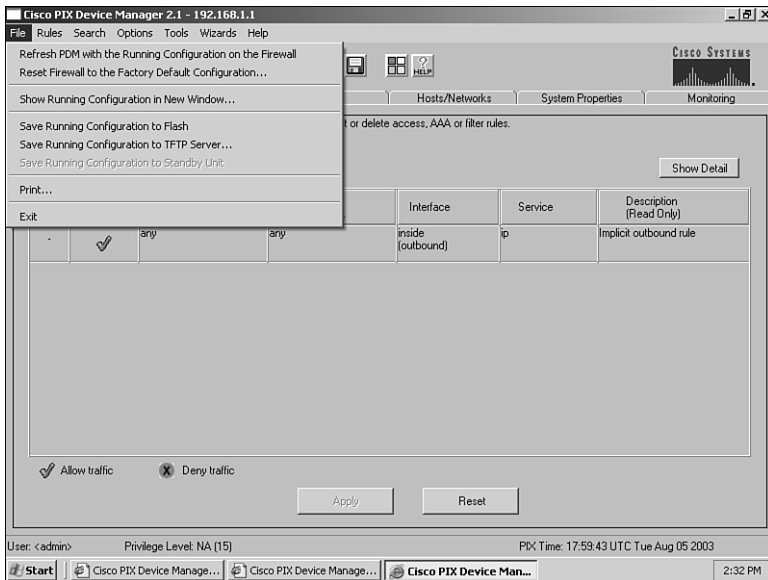 Cisco PIX Device Manager 2.1 - 192.168.1.1
File Rules Search Options Tools Wizards Help
Refresh PDM with the Running Configuration on the Firewall
Reset Firewall to the Factory Default Configuration...
Show Running Configuration in New Window...
Save Running Configuration to Flash
Save Running Configuration to TFTP Server...
Save Running Configuration to Standby Unit
Print...
Exit
?
HELP
CISCO SYSTEMS
Hosts/Networks System Properties Monitoring
t or delete access, AAA or filter rules.
Show Detail
Interface Service Description
(Read Only)
- any any inside
(outbound) ip Implicit outbound rule
Allow traffic X Deny traffic
Apply Reset
User: <admin> Privilege Level: NA (15) PIX Time: 17:59:43 UTC Tue Aug 05 2003
Start Cisco PIX Device Manage... Cisco PIX Device Manage... Cisco PIX Device Man... 2:32 PM